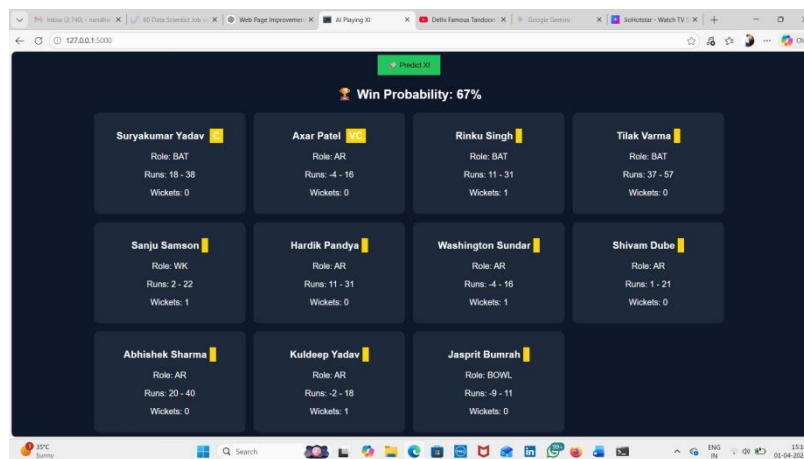 Inbox (2,740) - nandini
60 Data Scientist Job
Web Page Improvemen
AI Playing XI
Delhi Famous Tandoori
Google Gemini
JioHotstar - Watch TV S
127.0.0.1:5000
Predict XI
Win Probability: 67%
Suryakumar Yadav C
Role: BAT
Runs: 18 - 38
Wickets: 0
Axar Patel VC
Role: AR
Runs: -4 - 16
Wickets: 0
Rinku Singh
Role: BAT
Runs: 11 - 31
Wickets: 1
Tilak Varma
Role: BAT
Runs: 37 - 57
Wickets: 0
Sanju Samson
Role: WK
Runs: 2 - 22
Wickets: 1
Hardik Pandya
Role: AR
Runs: 11 - 31
Wickets: 0
Washington Sundar
Role: AR
Runs: -4 - 16
Wickets: 1
Shivam Dube
Role: AR
Runs: 1 - 21
Wickets: 0
Abhishek Sharma
Role: AR
Runs: 20 - 40
Wickets: 0
Kuldeep Yadav
Role: AR
Runs: -2 - 18
Wickets: 1
Jasprit Bumrah
Role: BOWL
Runs: -9 - 11
Wickets: 0
35°C
Sunny
Search
ENG
IN